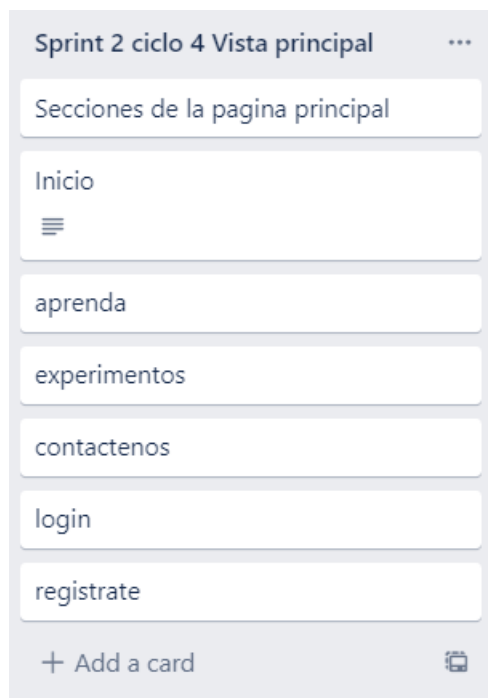 Sprint 2 ciclo 4 Vista principal
Secciones de la pagina principal
Inicio
aprenda
experimentos
contactenos
login
registrate
+ Add a card